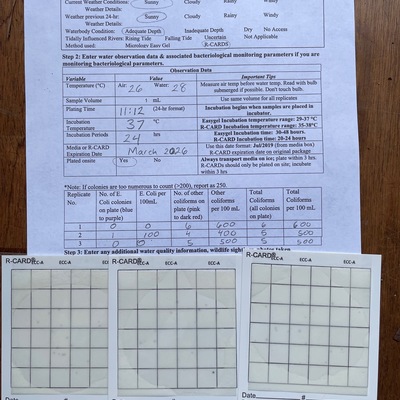 Current Weather Conditions: Sunny Cloudy Rainy Windy
Weather Details:
Weather previous 24-hr: Sunny Cloudy Rainy Windy
Weather Details:
Waterbody Condition: Adequate Depth Inadequate Depth Dry No Access
Tidally Influenced Rivers: Rising Tide Falling Tide Uncertain Not Applicable
Method used: Micrology Easy Gel R-CARDS
Step 2: Enter water observation data & associated bacteriological monitoring parameters if you are
monitoring bacteriological parameters.
Observation Data
Variable Value Important Tips
Temperature (°C) Air: 26 Water: 28 Measure air temp before water temp. Read with bulb
submerged if possible. Don't touch bulb.
Sample Volume 1 mL Use same volume for all replicates
Plating Time 11:12 (24-hr format) Incubation begins when samples are placed in
incubator.
Incubation Temperature 37 °C Easygel Incubation temperature range: 29-37 °C
R-CARD Incubation temperature range: 35-38°C
Incubation Periods 24 hrs Easygel Incubation time: 30-48 hours.
R-CARD Incubation time: 20-24 hours
Media or R-CARD Expiration Date March 2026 Use this date format: Jul/2019 (from media box)
R-CARD expiration date on original package
Plated onsite Yes No Always transport media on ice; plate within 3 hrs.
R-CARDs should only be plated on site; incubate
within 3 hrs
*Note: If colonies are too numerous to count (>200), report as 250.
Replicate No. No. of E. Coli colonies on plate (blue to purple) E. Coli per 100mL No. of other coliforms on plate (pink to dark red) Other coliforms per 100 mL Total Coliforms (all colonies on plate) Total Coliforms per 100 mL
1 0 0 6 600 6 600
2 1 100 4 400 5 500
3 0 0 5 500 5 500
Step 3: Enter any additional water quality information, wildlife
R-CARD® ECC-A ECC-A
R-CARD® ECC-A ECC-A
R-CARD® ECC-A ECC-A
Date #
Date #
Date #